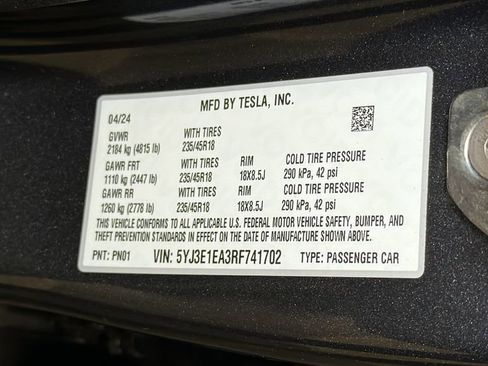 MFD BY TESLA, INC.
04/24
GVWR WITH TIRES
2184 kg (4815 lb) 235/45R18
GAWR FRT WITH TIRES RIM COLD TIRE PRESSURE
1110 kg (2447 lb) 235/45R18 18X8.5J 290 kPa, 42 psi
GAWR RR WITH TIRES RIM COLD TIRE PRESSURE
1260 kg (2778 lb) 235/45R18 18X8.5J 290 kPa, 42 psi
THIS VEHICLE CONFORMS TO ALL APPLICABLE U.S. FEDERAL MOTOR VEHICLE SAFETY, BUMPER, AND
THEFT PREVENTION STANDARDS IN EFFECT ON THE DATE OF MANUFACTURE SHOWN ABOVE.
PNT: PN01 VIN: 5YJ3E1EA3RF741702 TYPE: PASSENGER CAR